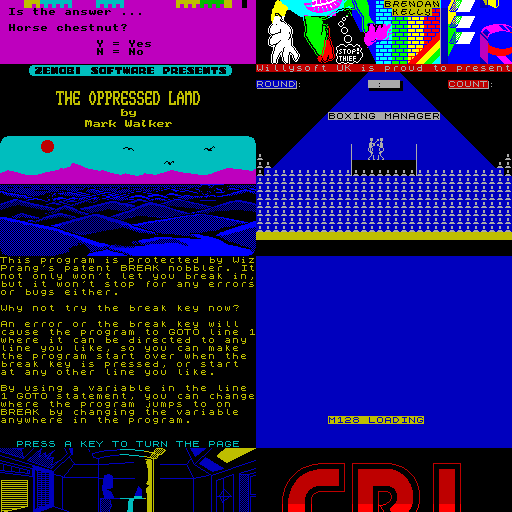 Is the answer ...
Horse chestnut?
Y = Yes
N = No
ZENOBI SOFTWARE PRESENTS
THE OPPRESSED LAND
by
Mark Walker
This program is protected by Wiz
Prang's patent BREAK nobbler. It
not only won't let you break in,
but it won't stop for any errors
or bugs either.
Why not try the break key now?
An error or the break key will
cause the program to GOTO line 1
where it can be directed to any
line you like, so you can make
the program start over when the
break key is pressed, or start
at any other line you like.
By using a variable in the line
1 GOTO statement, you can change
where the program jumps to on
BREAK by changing the variable
anywhere in the program.
PRESS A KEY TO TURN THE PAGE
BRENDAN
KELLY
STOP!
THIEF
Willysoft UK is proud to present
ROUND:
:
COUNT:
BOXING MANAGER
M128 LOADING
CRL